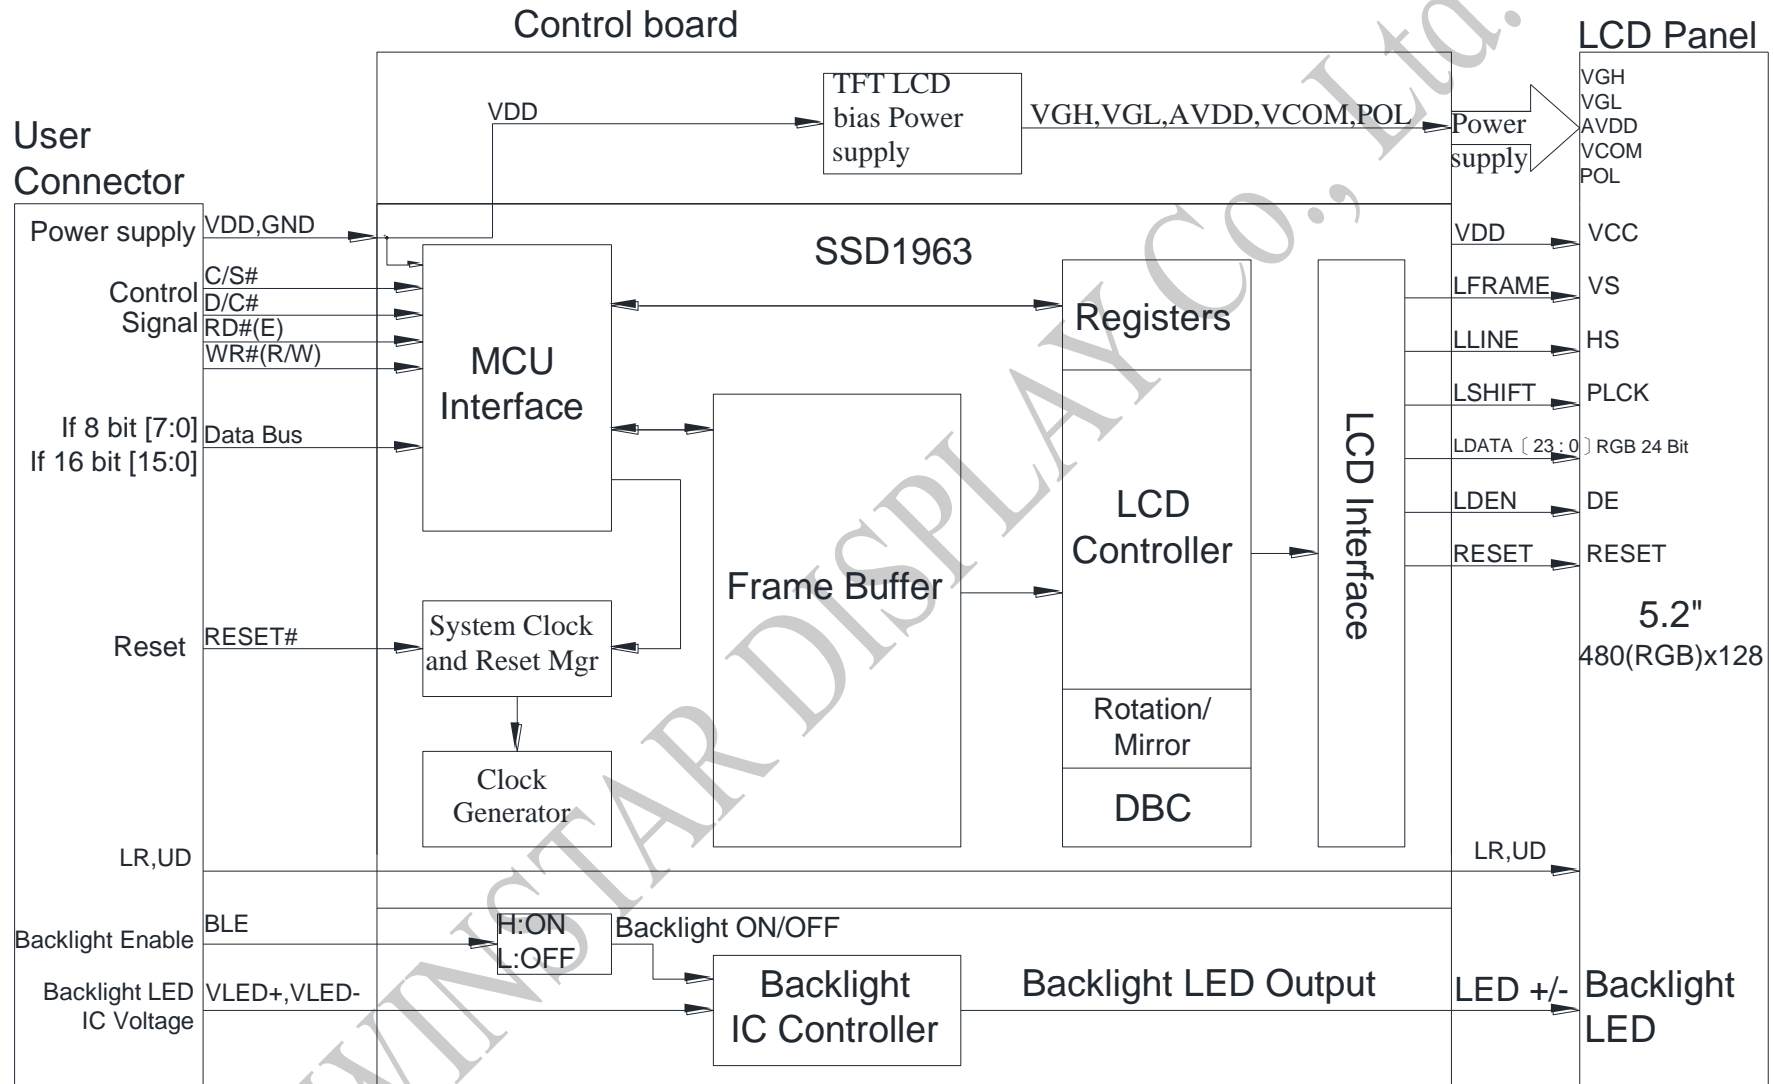 Control board
LCD Panel
TFT LCD
bias Power
supply
VDD
VGH,VGL,AVDD,VCOM,POL
Power
supply
VGH
VGL
AVDD
VCOM
POL
User
Connector
Power supply
VDD,GND
SSD1963
VDD
VCC
Control
Signal
C/S#
D/C#
RD#(E)
WR#(R/W)
MCU
Interface
Registers
LFRAME
VS
LLINE
HS
LSHIFT
PLCK
If 8 bit [7:0]
If 16 bit [15:0]
Data Bus
LDATA〔23:0〕RGB 24 Bit
LCD
Controller
LCD Interface
LDEN
DE
RESET
RESET
Frame Buffer
5.2"
480(RGB)x128
Reset
RESET#
System Clock
and Reset Mgr
Rotation/
Mirror
Clock
Generator
DBC
LR,UD
LR,UD
Backlight Enable
BLE
H:ON
L:OFF
Backlight ON/OFF
Backlight LED
IC Voltage
VLED+,VLED-
Backlight
IC Controller
Backlight LED Output
LED +/-
Backlight
LED
WINSTAR DISPLAY Co., Ltd.